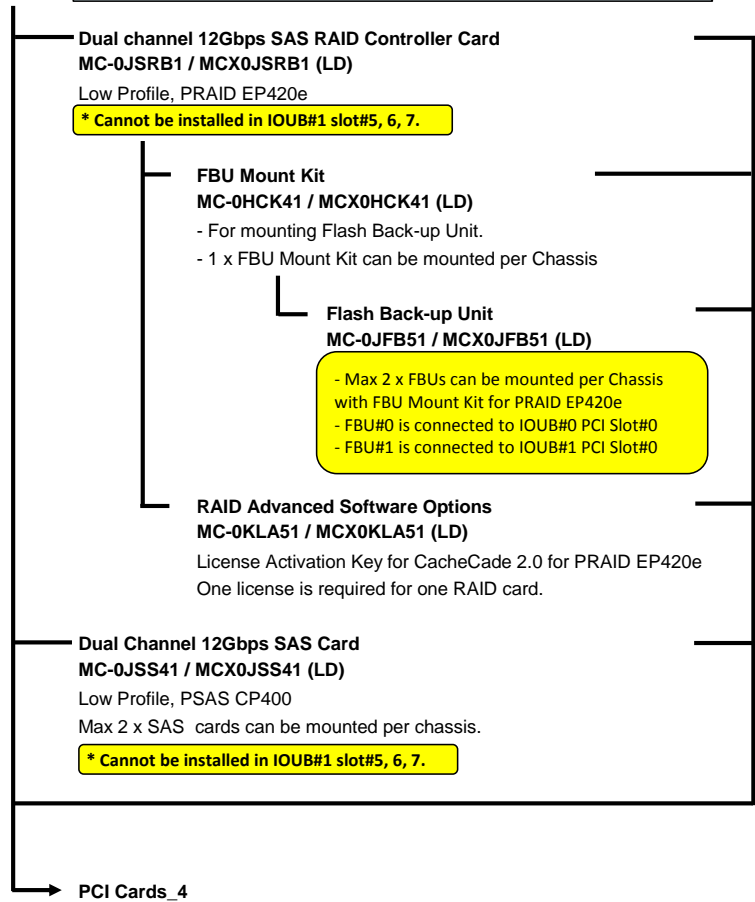 Dual channel 12Gbps SAS RAID Controller Card
MC-0JSRB1 / MCX0JSRB1 (LD)
Low Profile, PRAID EP420e
* Cannot be installed in IOUB#1 slot#5, 6, 7.
FBU Mount Kit
MC-0HCK41 / MCX0HCK41 (LD)
- For mounting Flash Back-up Unit.
- 1 x FBU Mount Kit can be mounted per Chassis
Flash Back-up Unit
MC-0JFB51 / MCX0JFB51 (LD)
- Max 2 x FBUs can be mounted per Chassis
with FBU Mount Kit for PRAID EP420e
- FBU#0 is connected to IOUB#0 PCI Slot#0
- FBU#1 is connected to IOUB#1 PCI Slot#0
RAID Advanced Software Options
MC-0KLA51 / MCX0KLA51 (LD)
License Activation Key for CacheCade 2.0 for PRAID EP420e
One license is required for one RAID card.
Dual Channel 12Gbps SAS Card
MC-0JSS41 / MCX0JSS41 (LD)
Low Profile, PSAS CP400
Max 2 x SAS cards can be mounted per chassis.
* Cannot be installed in IOUB#1 slot#5, 6, 7.
PCI Cards_4